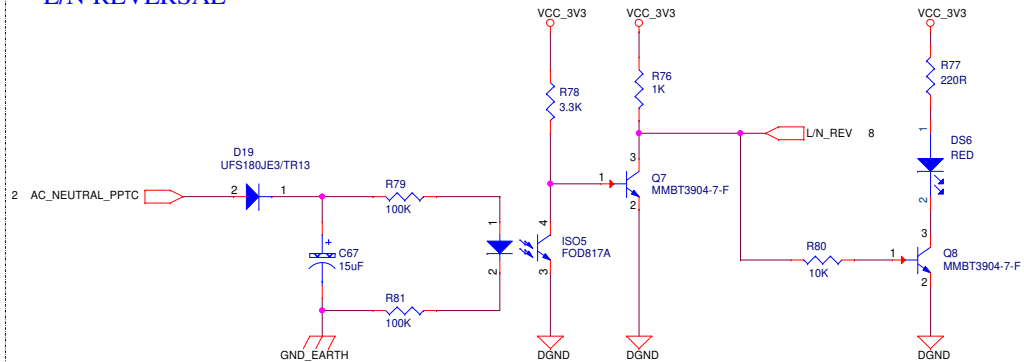 L/N REVERSAL
VCC_3V3
VCC_3V3
VCC_3V3
R78
3.3K
R76
1K
R77
220R
L/N_REV 8
1
DS6
RED
2
D19
UFS180JE3/TR13
2 AC_NEUTRAL_PPTC
2
1
R79
100K
3
1
Q7
MMBT3904-7-F
2
1
4
ISO5
FOD817A
2
3
+
C67
15uF
R80
10K
3
1
Q8
MMBT3904-7-F
2
R81
100K
GND_EARTH
DGND
DGND
DGND